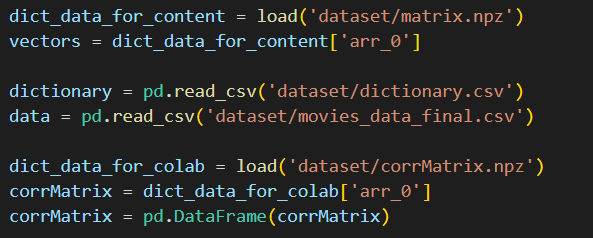 dict_data_for_content = load('dataset/matrix.npz')
vectors = dict_data_for_content['arr_0']
dictionary = pd.read_csv('dataset/dictionary.csv')
data = pd.read_csv('dataset/movies_data_final.csv')
dict_data_for_colab = load('dataset/corrMatrix.npz')
corrMatrix = dict_data_for_colab['arr_0']
corrMatrix = pd.DataFrame(corrMatrix)